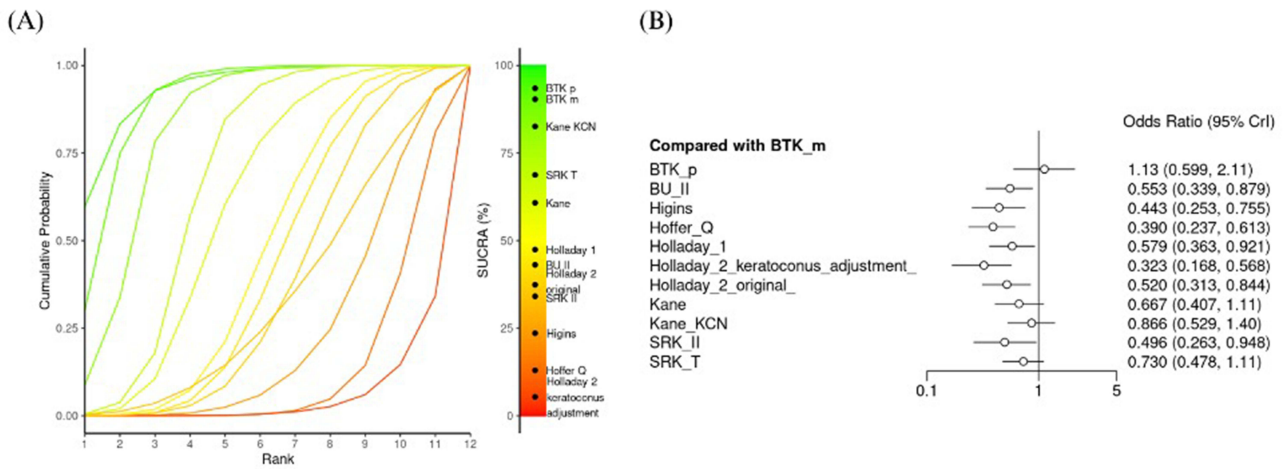 (A)
Cumulative Probability
1.00
0.75
0.50
0.25
0.00
1 2 3 4 5 6 7 8 9 10 11 12
Rank
SUCRA (%)
100
75
50
25
0
BTK p
BTK m
Kane KCN
SRK T
Kane
Holladay 1
BU II
Holladay 2
original
SRK II
Higins
Hoffer Q
Holladay 2
keratoconus
adjustment
(B)
Odds Ratio (95% CrI)
Compared with BTK_m
BTK_p 1.13 (0.599, 2.11)
BU_II 0.553 (0.339, 0.879)
Higins 0.443 (0.253, 0.755)
Hoffer_Q 0.390 (0.237, 0.613)
Holladay_1 0.579 (0.363, 0.921)
Holladay_2_keratoconus_adjustment_ 0.323 (0.168, 0.568)
Holladay_2_original_ 0.520 (0.313, 0.844)
Kane 0.667 (0.407, 1.11)
Kane_KCN 0.866 (0.529, 1.40)
SRK_II 0.496 (0.263, 0.948)
SRK_T 0.730 (0.478, 1.11)
0.1 1 5